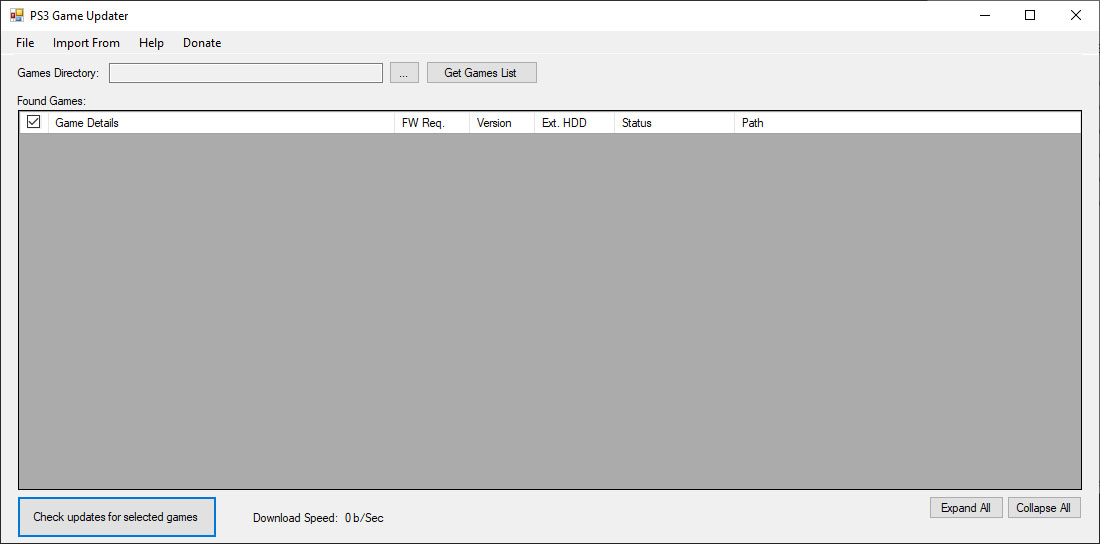 PS3 Game Updater
File Import From Help Donate
Games Directory: ... Get Games List
Found Games:
Game Details FW Req. Version Ext. HDD Status Path
Check updates for selected games Download Speed: 0 b/Sec Expand All Collapse All